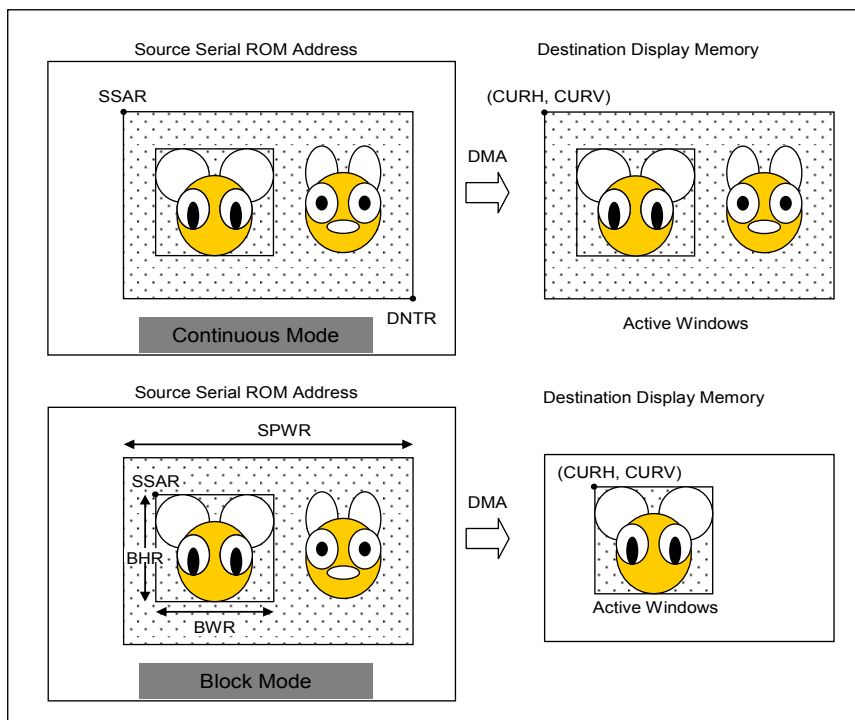 Source Serial ROM Address
Destination Display Memory
SSAR
(CURH, CURV)
DMA
DNTR
Continuous Mode
Active Windows
Source Serial ROM Address
Destination Display Memory
SPWR
SSAR
(CURH, CURV)
DMA
BHR
BWR
Active Windows
Block Mode